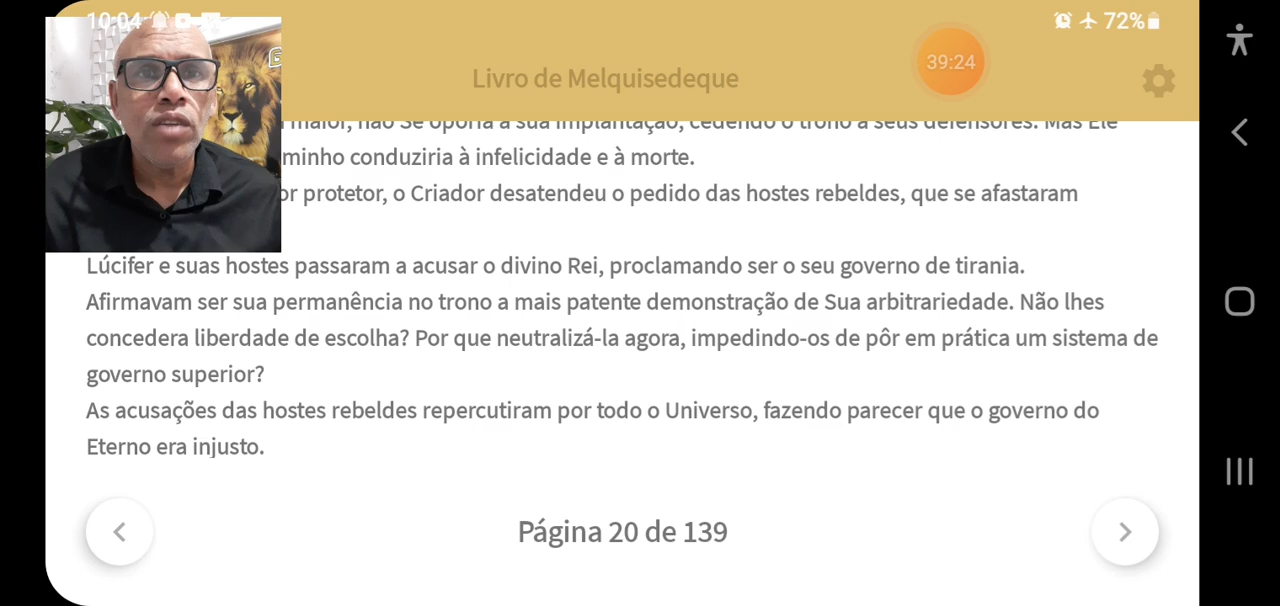 10:04
72%
39:24
Livro de Melquisedeque
maior, não Se oporia à sua implantação, cedendo o trono a seus defensores. Mas Ele
minho conduziria à infelicidade e à morte.
or protetor, o Criador desatendeu o pedido das hostes rebeldes, que se afastaram
Lúcifer e suas hostes passaram a acusar o divino Rei, proclamando ser o seu governo de tirania.
Afirmavam ser sua permanência no trono a mais patente demonstração de Sua arbitrariedade. Não lhes
concedera liberdade de escolha? Por que neutralizá-la agora, impedindo-os de pôr em prática um sistema de
governo superior?
As acusações das hostes rebeldes repercutiram por todo o Universo, fazendo parecer que o governo do
Eterno era injusto.
Página 20 de 139